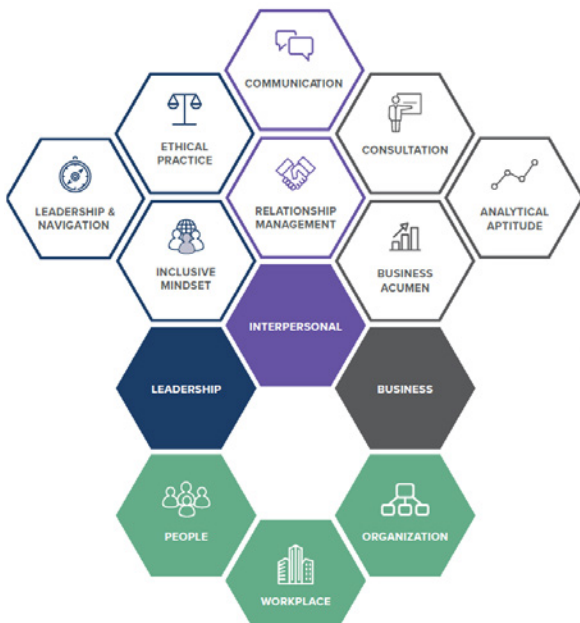 COMMUNICATION
ETHICAL
PRACTICE
CONSULTATION
LEADERSHIP &
NAVIGATION
RELATIONSHIP
MANAGEMENT
ANALYTICAL
APTITUDE
INCLUSIVE
MINDSET
BUSINESS
ACUMEN
INTERPERSONAL
LEADERSHIP
BUSINESS
PEOPLE
ORGANIZATION
WORKPLACE